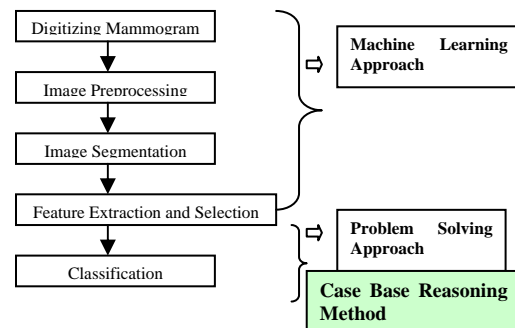 Digitizing Mammogram
Machine Learning
Approach
Image Preprocessing
Image Segmentation
Feature Extraction and Selection
Problem Solving
Approach
Classification
Case Base Reasoning
Method